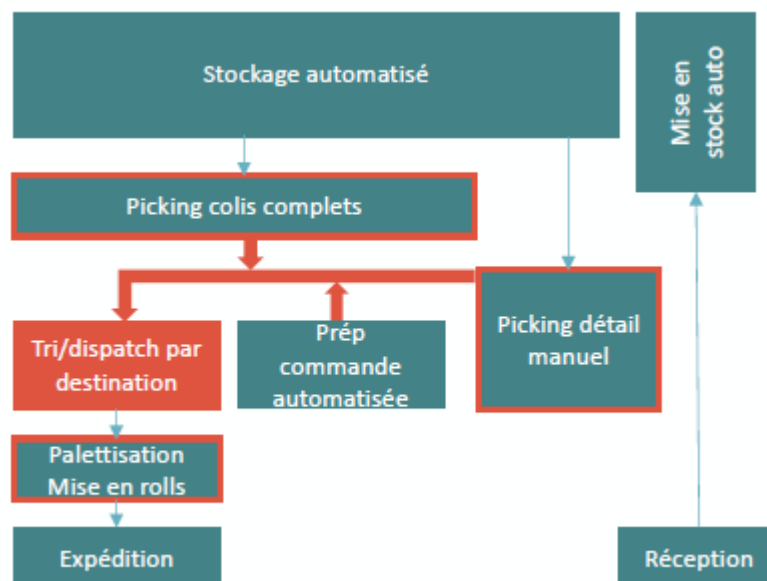 Stockage automatisé
Mise en
stock auto
Picking colis complets
Tri/dispatch par
destination
Prép
commande
automatisée
Picking détail
manuel
Palettisation
Mise en rolls
Expédition
Réception